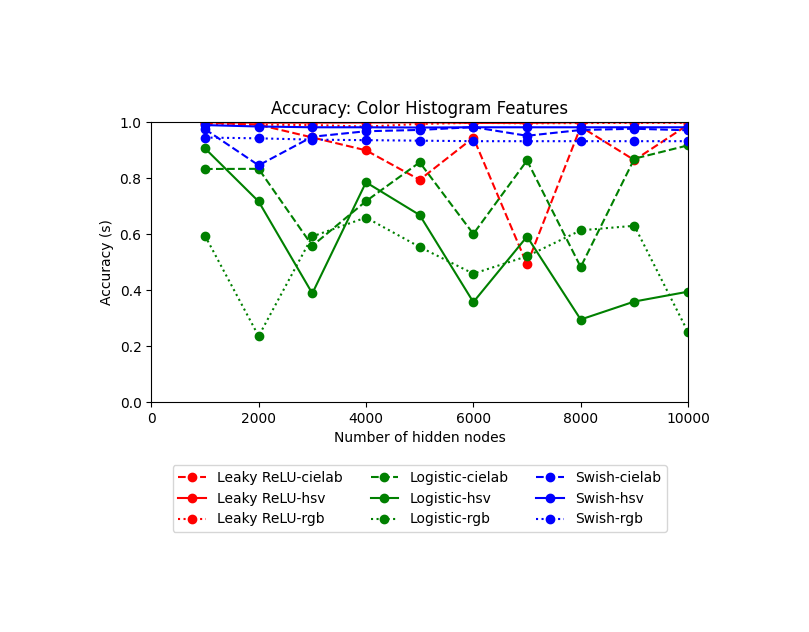 Accuracy: Color Histogram Features
1.0
0.8
0.6
0.4
0.2
0.0
Accuracy (s)
0 2000 4000 6000 8000 10000
Number of hidden nodes
Leaky ReLU-cielab Logistic-cielab Swish-cielab
Leaky ReLU-hsv Logistic-hsv Swish-hsv
Leaky ReLU-rgb Logistic-rgb Swish-rgb